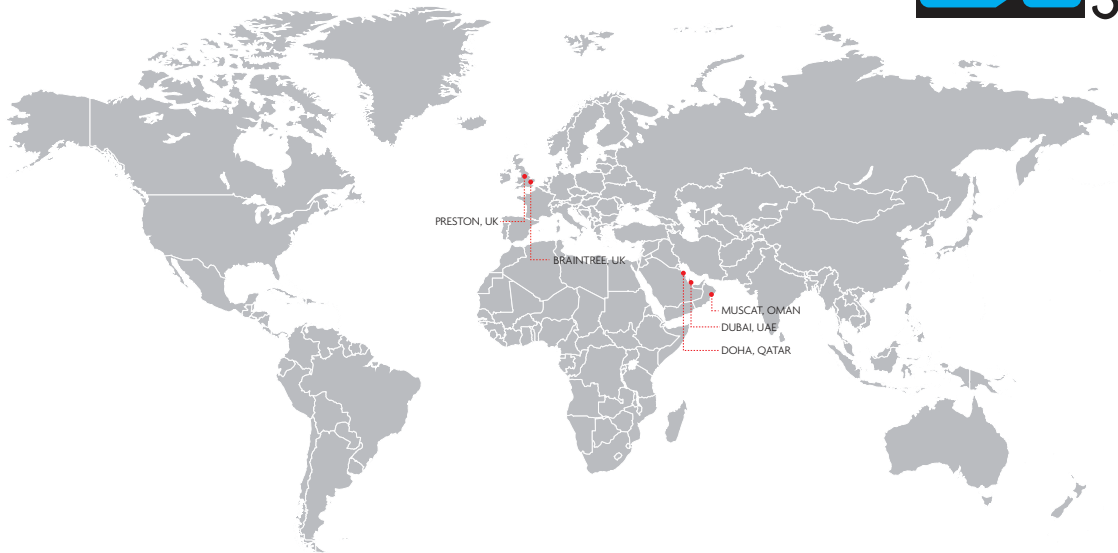 PRESTON, UK
BRAINTREE, UK
MUSCAT, OMAN
DUBAI, UAE
DOHA, QATAR